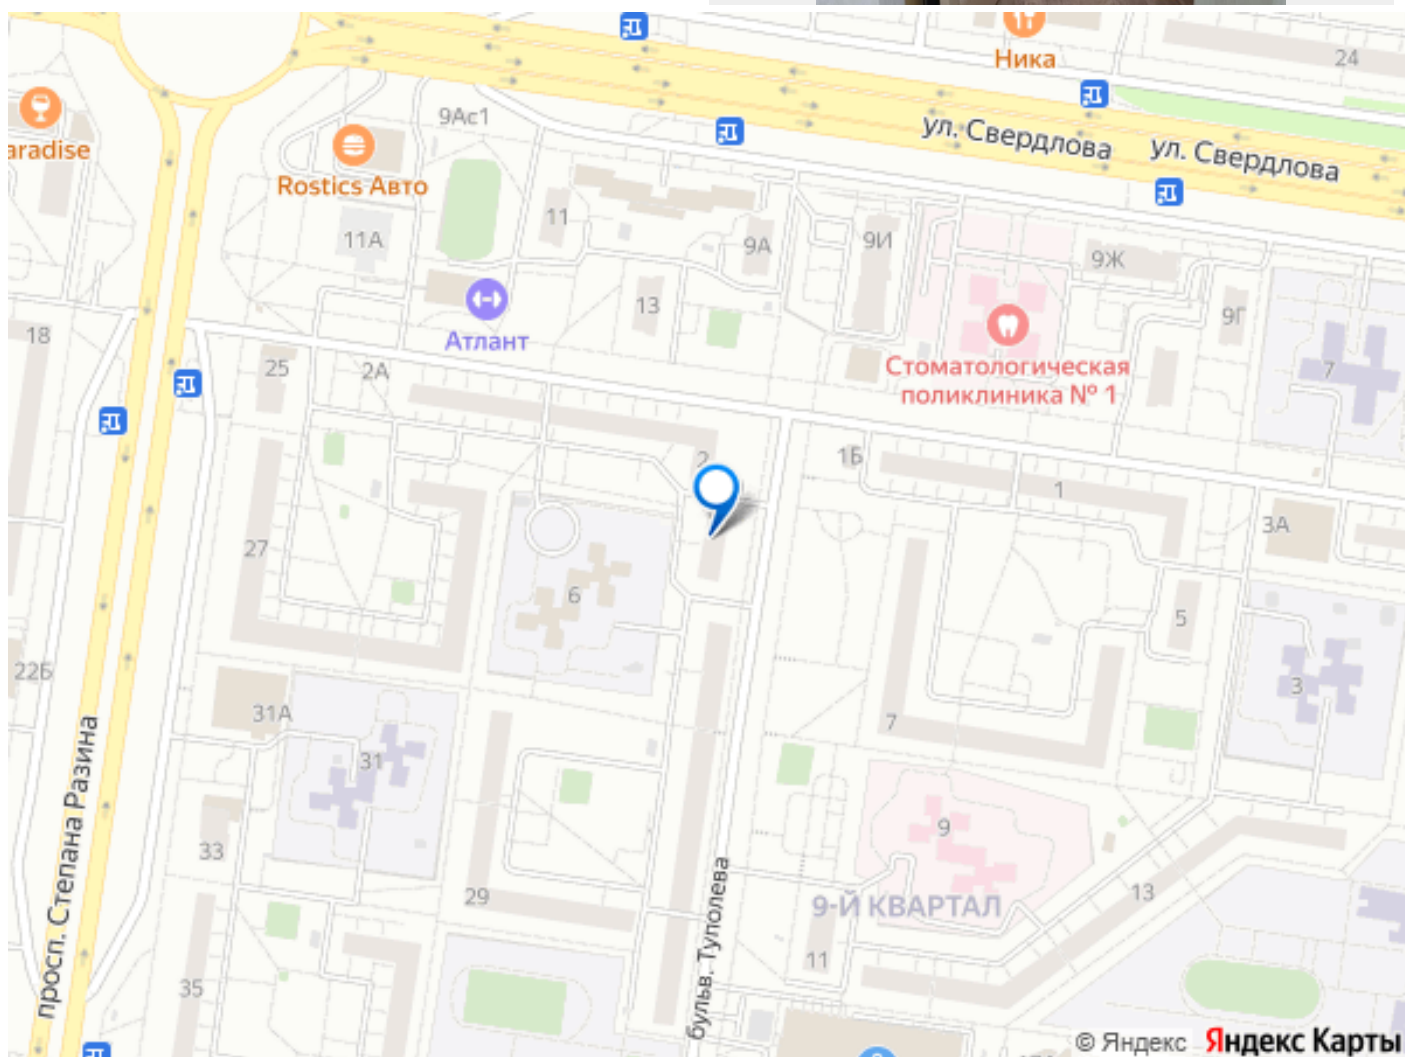 24
Ника
9Ас1
ул. Свердлова
ул. Свердлова
aradise
Rostics Авто
11
11А
9А
9И
9Ж
13
9Г
18
Атлант
Стоматологическая
поликлиника № 1
7
25
2А
2
1Б
1
3А
27
6
5
22Б
3
31А
7
31
просп. Степана Разина
33
9
бульв. Туполева
29
9-Й КВАРТАЛ
13
11
35
© Яндекс Яндекс Карты